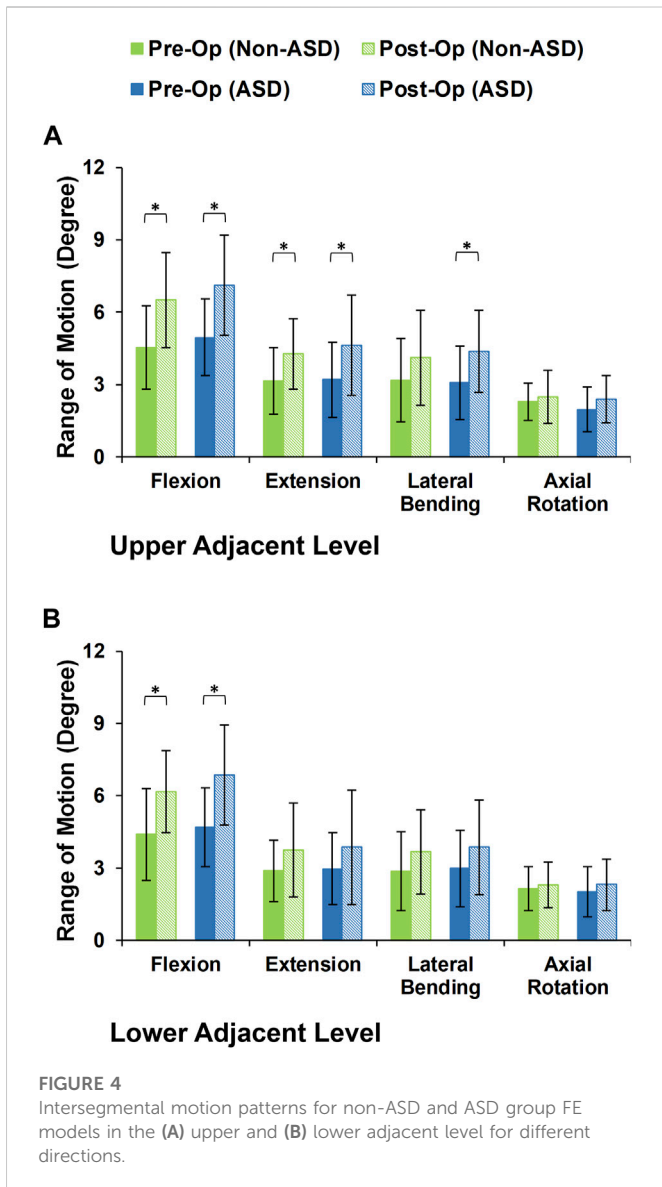 Pre-Op (Non-ASD) Post-Op (Non-ASD)
Pre-Op (ASD) Post-Op (ASD)
A
Range of Motion (Degree)
12
9
6
3
0
* * * * *
Flexion Extension Lateral Bending Axial Rotation
Upper Adjacent Level
B
Range of Motion (Degree)
12
9
6
3
0
* *
Flexion Extension Lateral Bending Axial Rotation
Lower Adjacent Level
FIGURE 4
Intersegmental motion patterns for non-ASD and ASD group FE
models in the (A) upper and (B) lower adjacent level for different
directions.